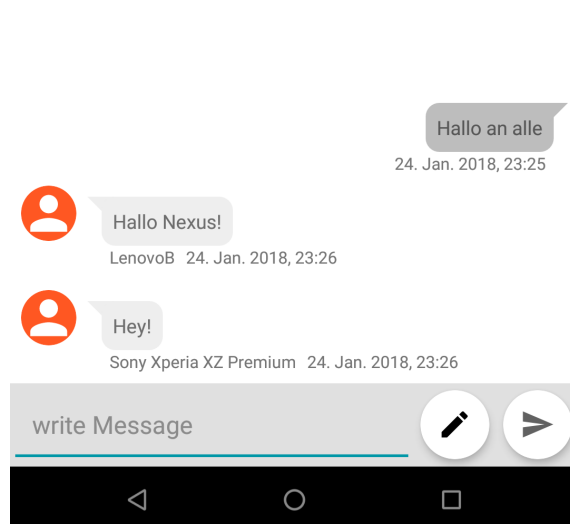 Hallo an alle
24. Jan. 2018, 23:25
Hallo Nexus!
LenovoB 24. Jan. 2018, 23:26
Hey!
Sony Xperia XZ Premium 24. Jan. 2018, 23:26
write Message